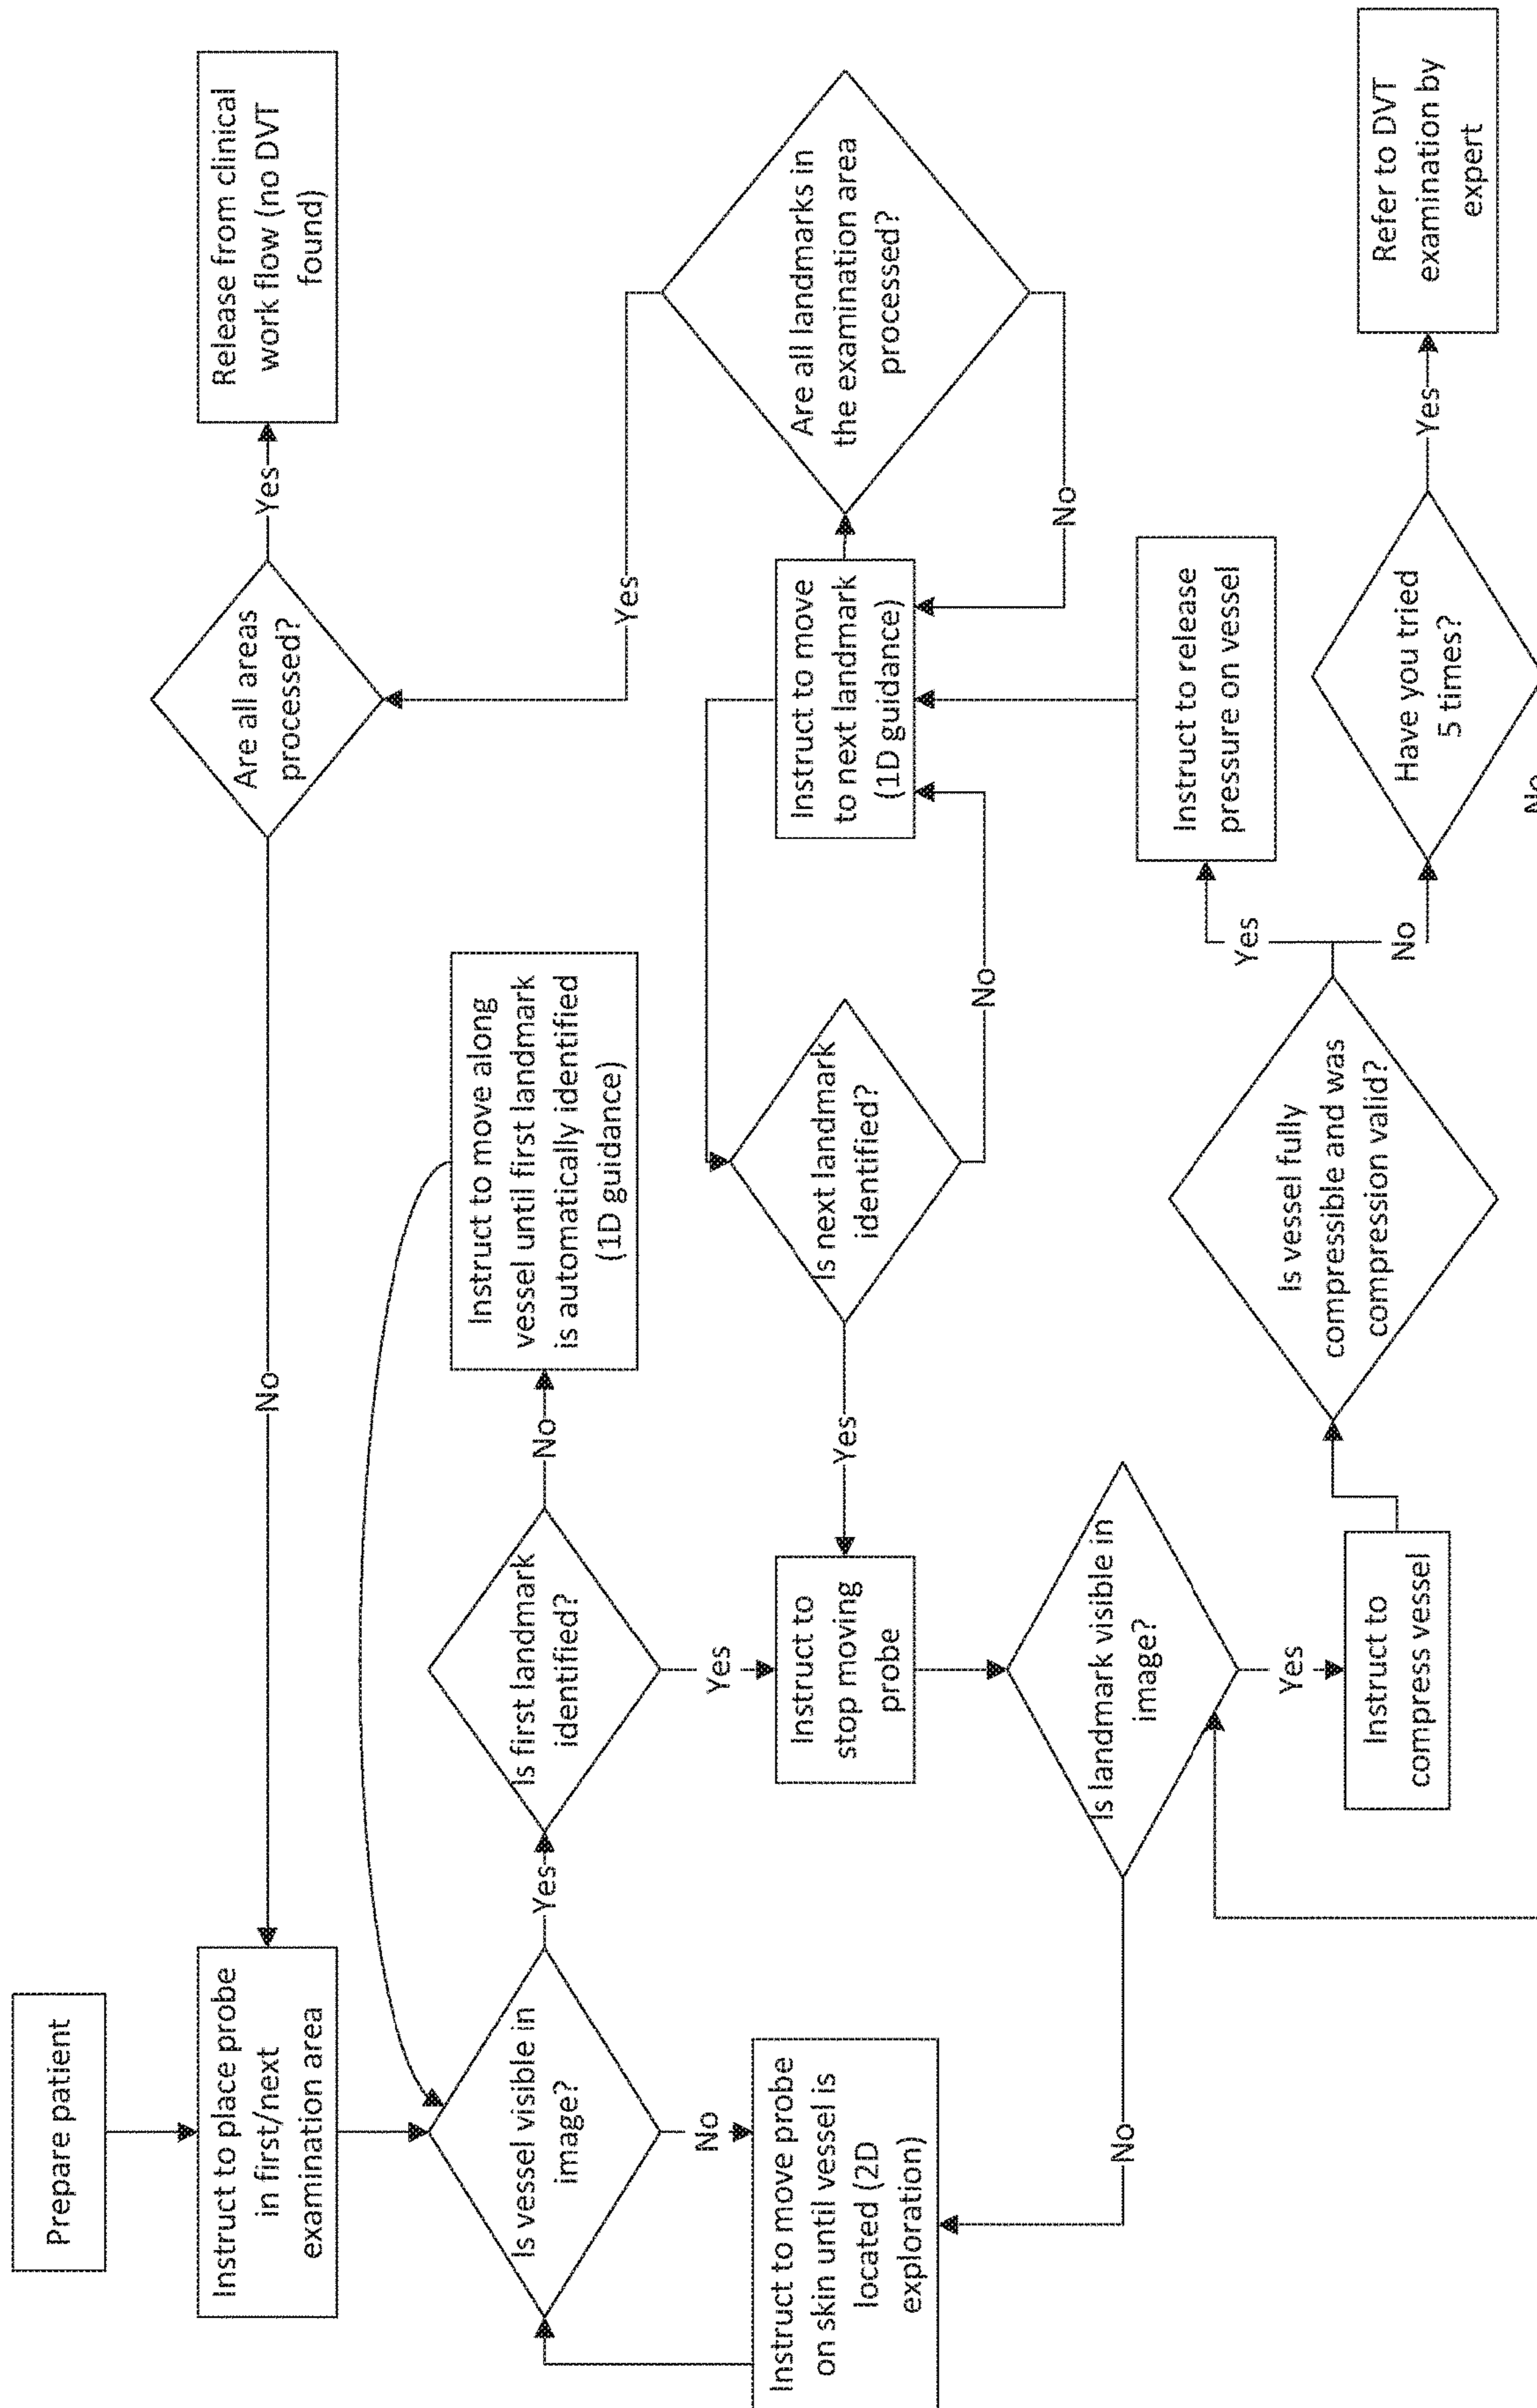 Prepare patient
Instruct to place probe
in first/next
examination area
No
Are all areas
processed?
Yes
Release from clinical
work flow (no DVT
found)
Is vessel visible in
image?
Yes
Is first landmark
identified?
No
Instruct to move along
vessel until first landmark
is automatically identified
(1D guidance)
Yes
No
Instruct to move probe
on skin until vessel is
located (2D
exploration)
Yes
Instruct to
stop moving
probe
Yes
Is next landmark
identified?
No
Instruct to move
to next landmark
(1D guidance)
Are all landmarks in
the examination area
processed?
No
No
Is landmark visible in
image?
Yes
Instruct to
compress vessel
Is vessel fully
compressible and was
compression valid?
Yes
Instruct to release
pressure on vessel
No
Have you tried
5 times?
Yes
Refer to DVT
examination by
expert
No